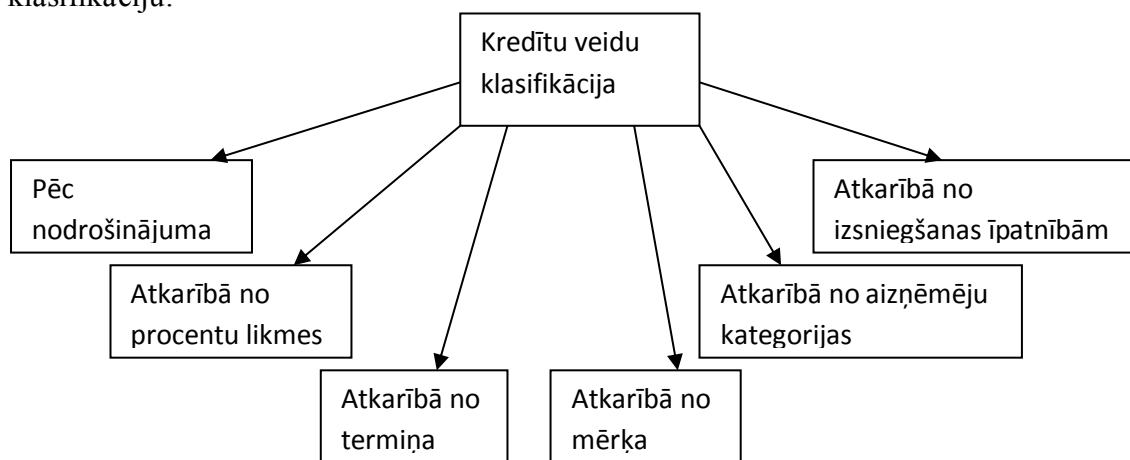 klasifikāciju.
Kredītu veidu
klasifikācija
Pēc
nodrošinājuma
Atkarībā no
izsniegšanas īpatnībām
Atkarībā no
procentu likmes
Atkarībā no aizņēmēju
kategorijas
Atkarībā no
termiņa
Atkarībā no
mērķa